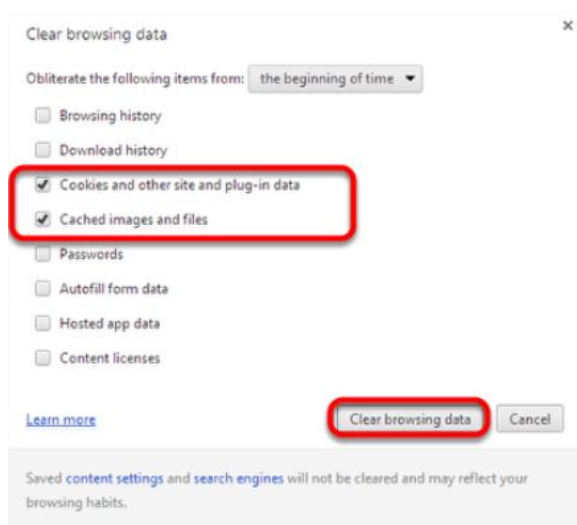 Clear browsing data
Obliterate the following items from: the beginning of time
Browsing history
Download history
Cookies and other site and plug-in data
Cached images and files
Passwords
Autofill form data
Hosted app data
Content licenses
Learn more Clear browsing data Cancel
Saved content settings and search engines will not be cleared and may reflect your
browsing habits.